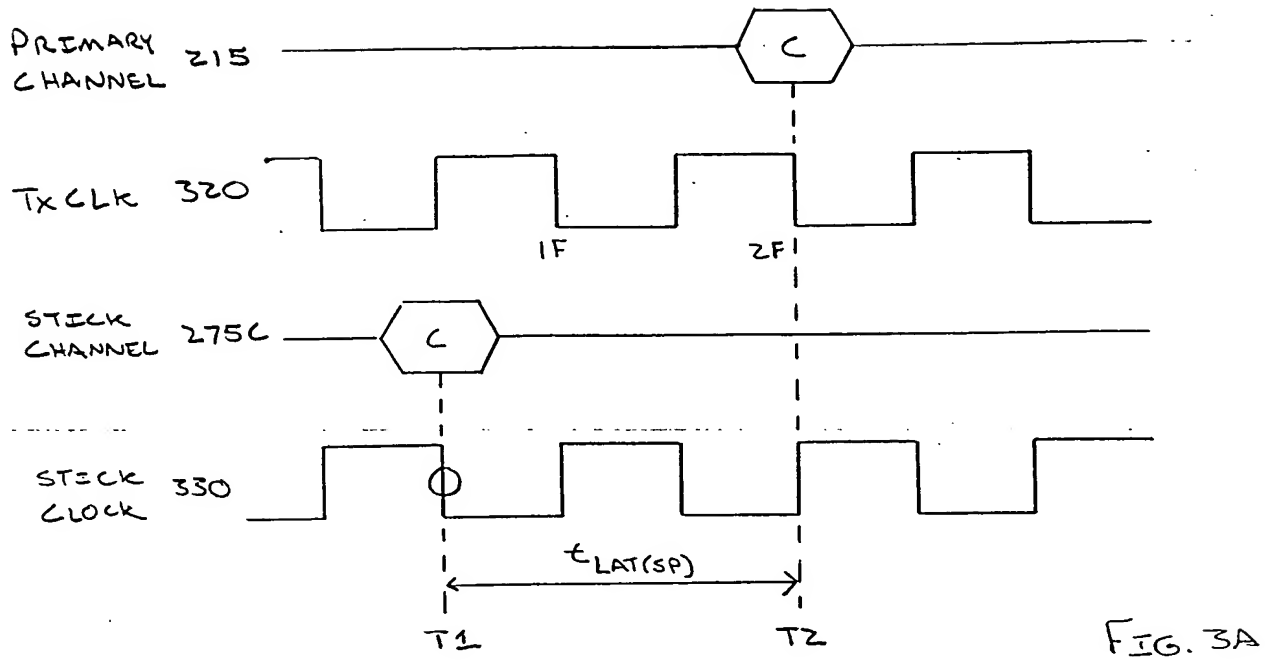 PRIMARY
CHANNEL 215
C
TxCLK 320
1F 2F
STICK
CHANNEL 275C
C
STICK
CLOCK 330
tLAT(SP)
T1 T2
FIG. 3A